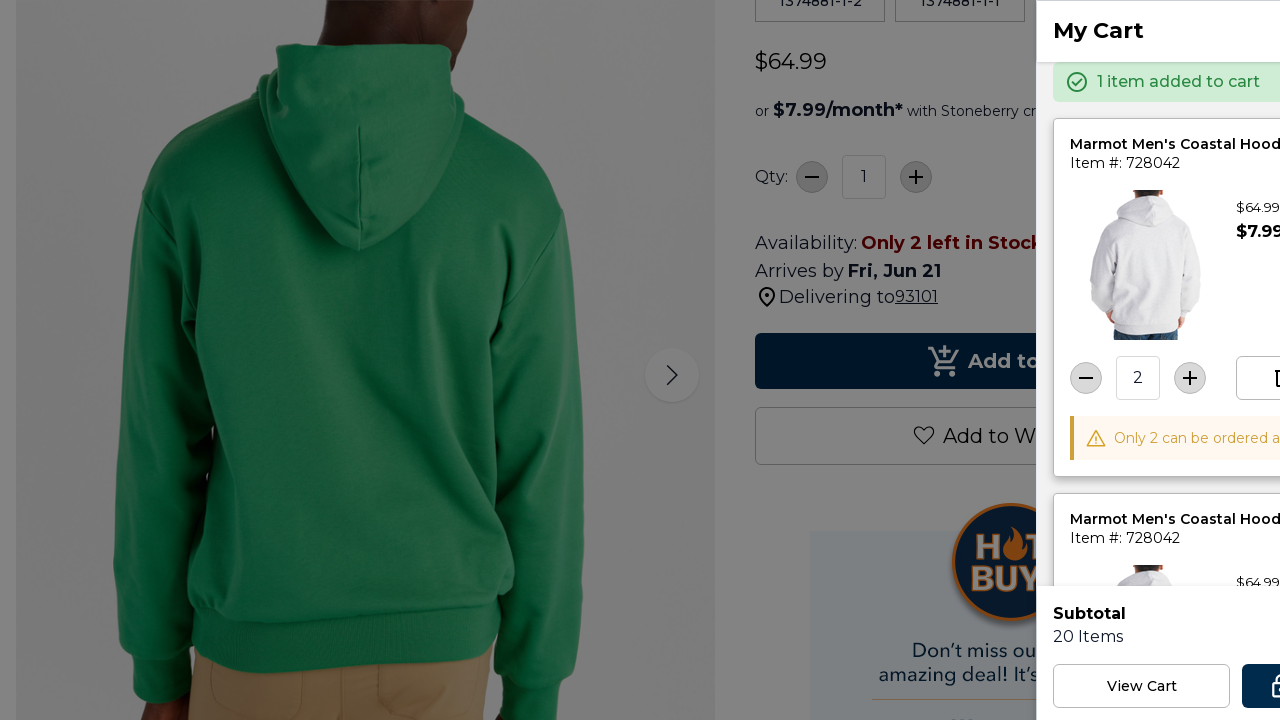 1374881-1-2
1374881-1-1
$64.99
or $7.99/month* with Stoneberry cr
Qty: 1
Availability: Only 2 left in Stock
Arrives by Fri, Jun 21
Delivering to 93101
Add to
Add to W
HOT
BUY
Don't miss ou
amazing deal! It's
My Cart
1 item added to cart
Marmot Men's Coastal Hood
Item #: 728042
$64.99
$7.99
2
Only 2 can be ordered a
Marmot Men's Coastal Hood
Item #: 728042
$64.99
Subtotal
20 Items
View Cart